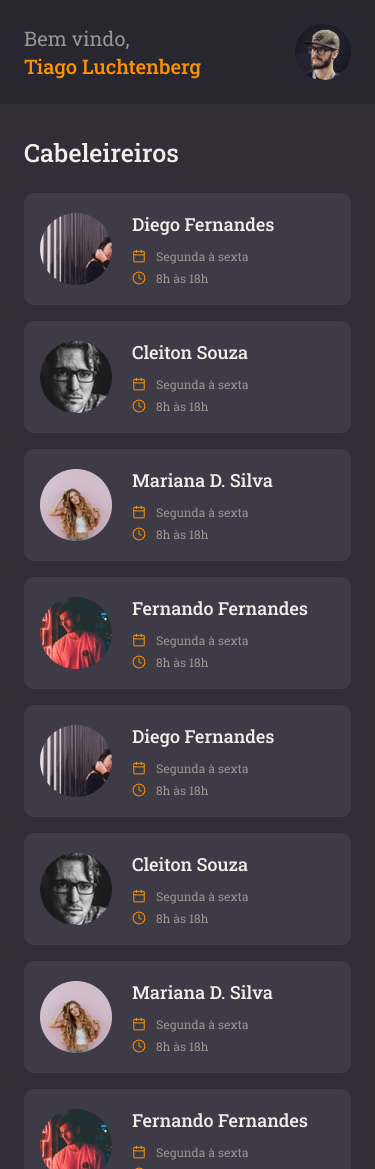 Bem vindo,
Tiago Luchtenberg
Cabeleireiros
Diego Fernandes
Segunda à sexta
8h às 18h
Cleiton Souza
Segunda à sexta
8h às 18h
Mariana D. Silva
Segunda à sexta
8h às 18h
Fernando Fernandes
Segunda à sexta
8h às 18h
Diego Fernandes
Segunda à sexta
8h às 18h
Cleiton Souza
Segunda à sexta
8h às 18h
Mariana D. Silva
Segunda à sexta
8h às 18h
Fernando Fernandes
Segunda à sexta